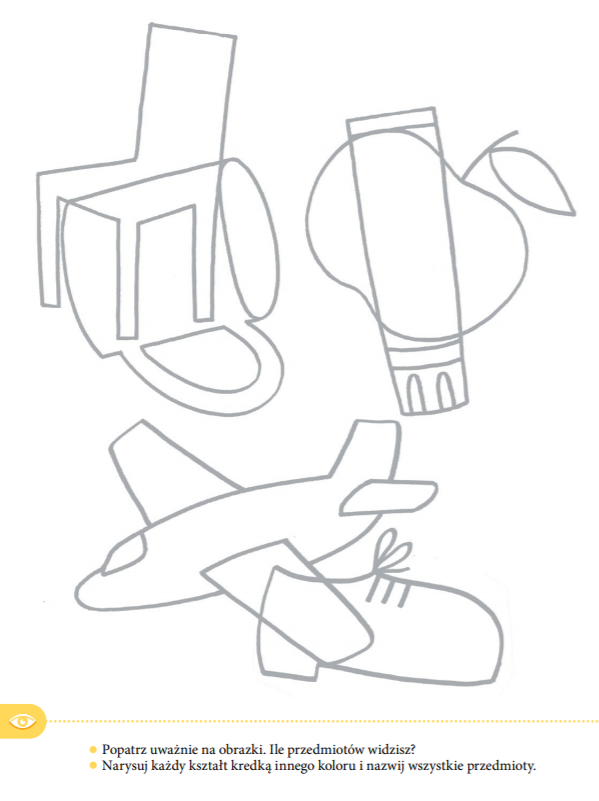 Popatrz uważnie na obrazki. Ile przedmiotów widzisz?
Narysuj każdy kształt kredką innego koloru i nazwij wszystkie przedmioty.